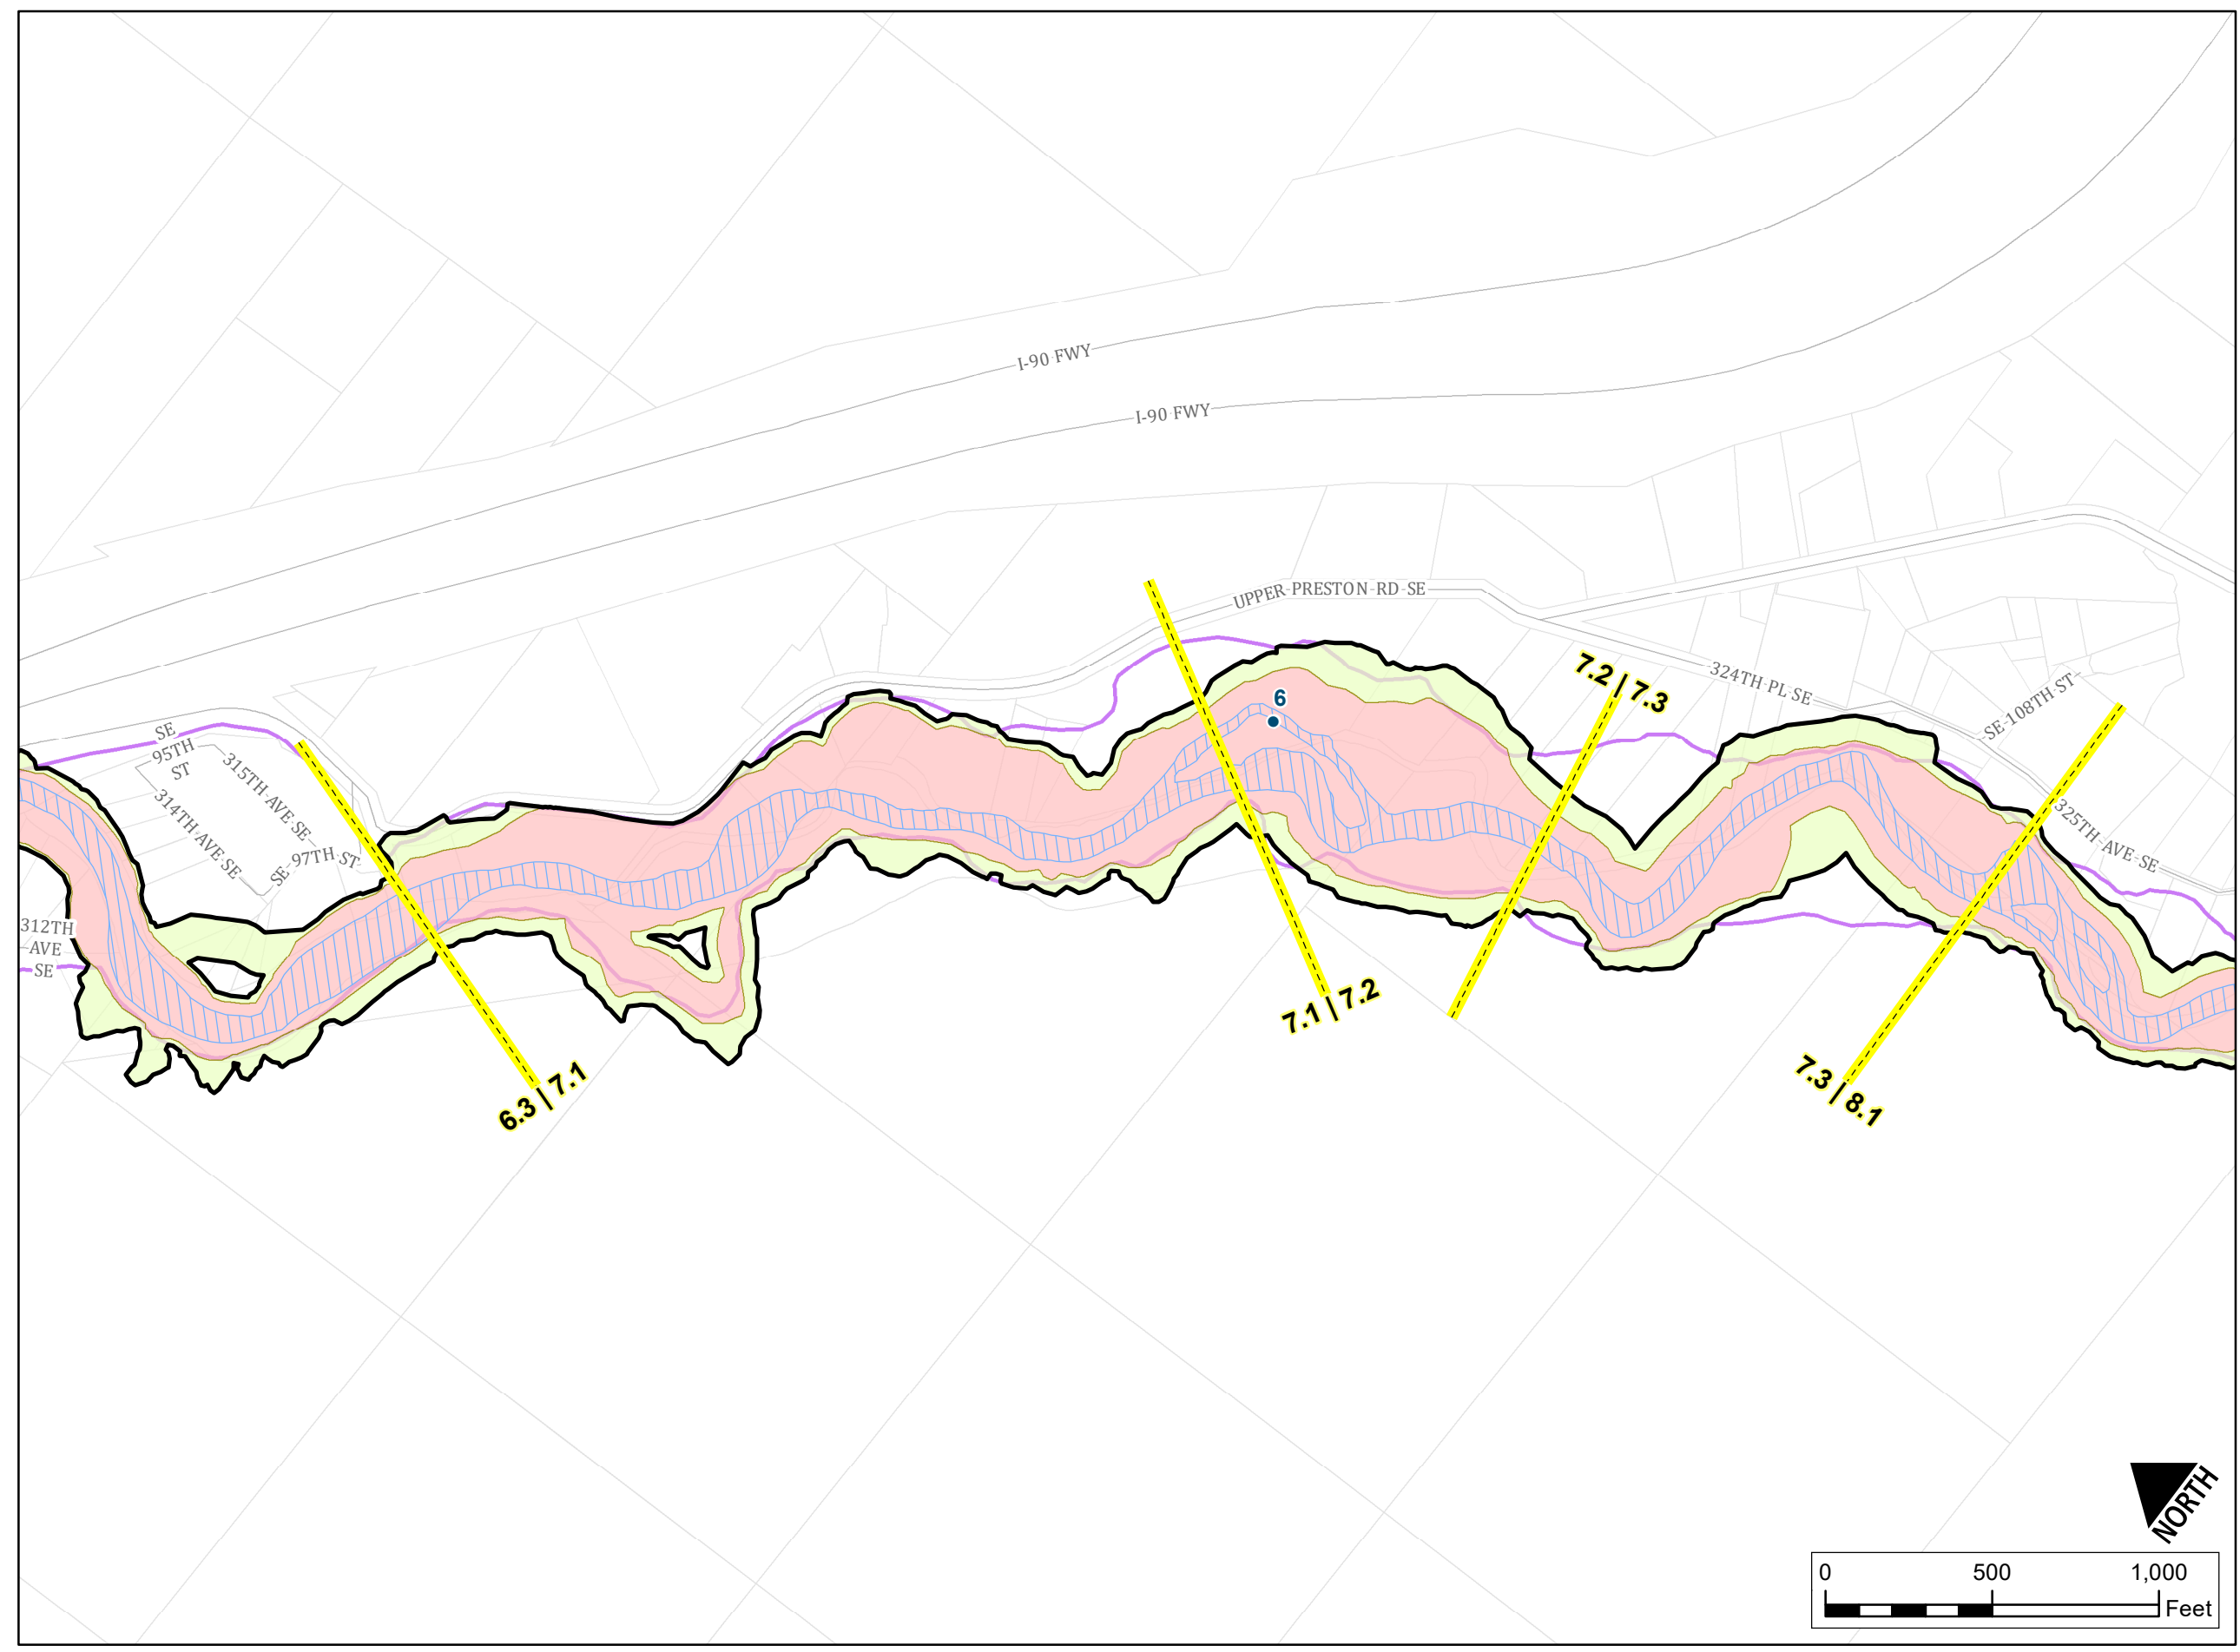 I-90 FWY
I-90 FWY
UPPER PRESTON RD SE
7.2 | 7.3
324TH PL SE
6
SE 108TH ST
SE
95TH
ST
315TH AVE SE
314TH AVE SE
SE 97TH ST
325TH AVE SE
312TH
AVE
SE
7.1 | 7.2
6.3 | 7.1
7.3 | 8.1
NORTH
0 500 1,000
Feet